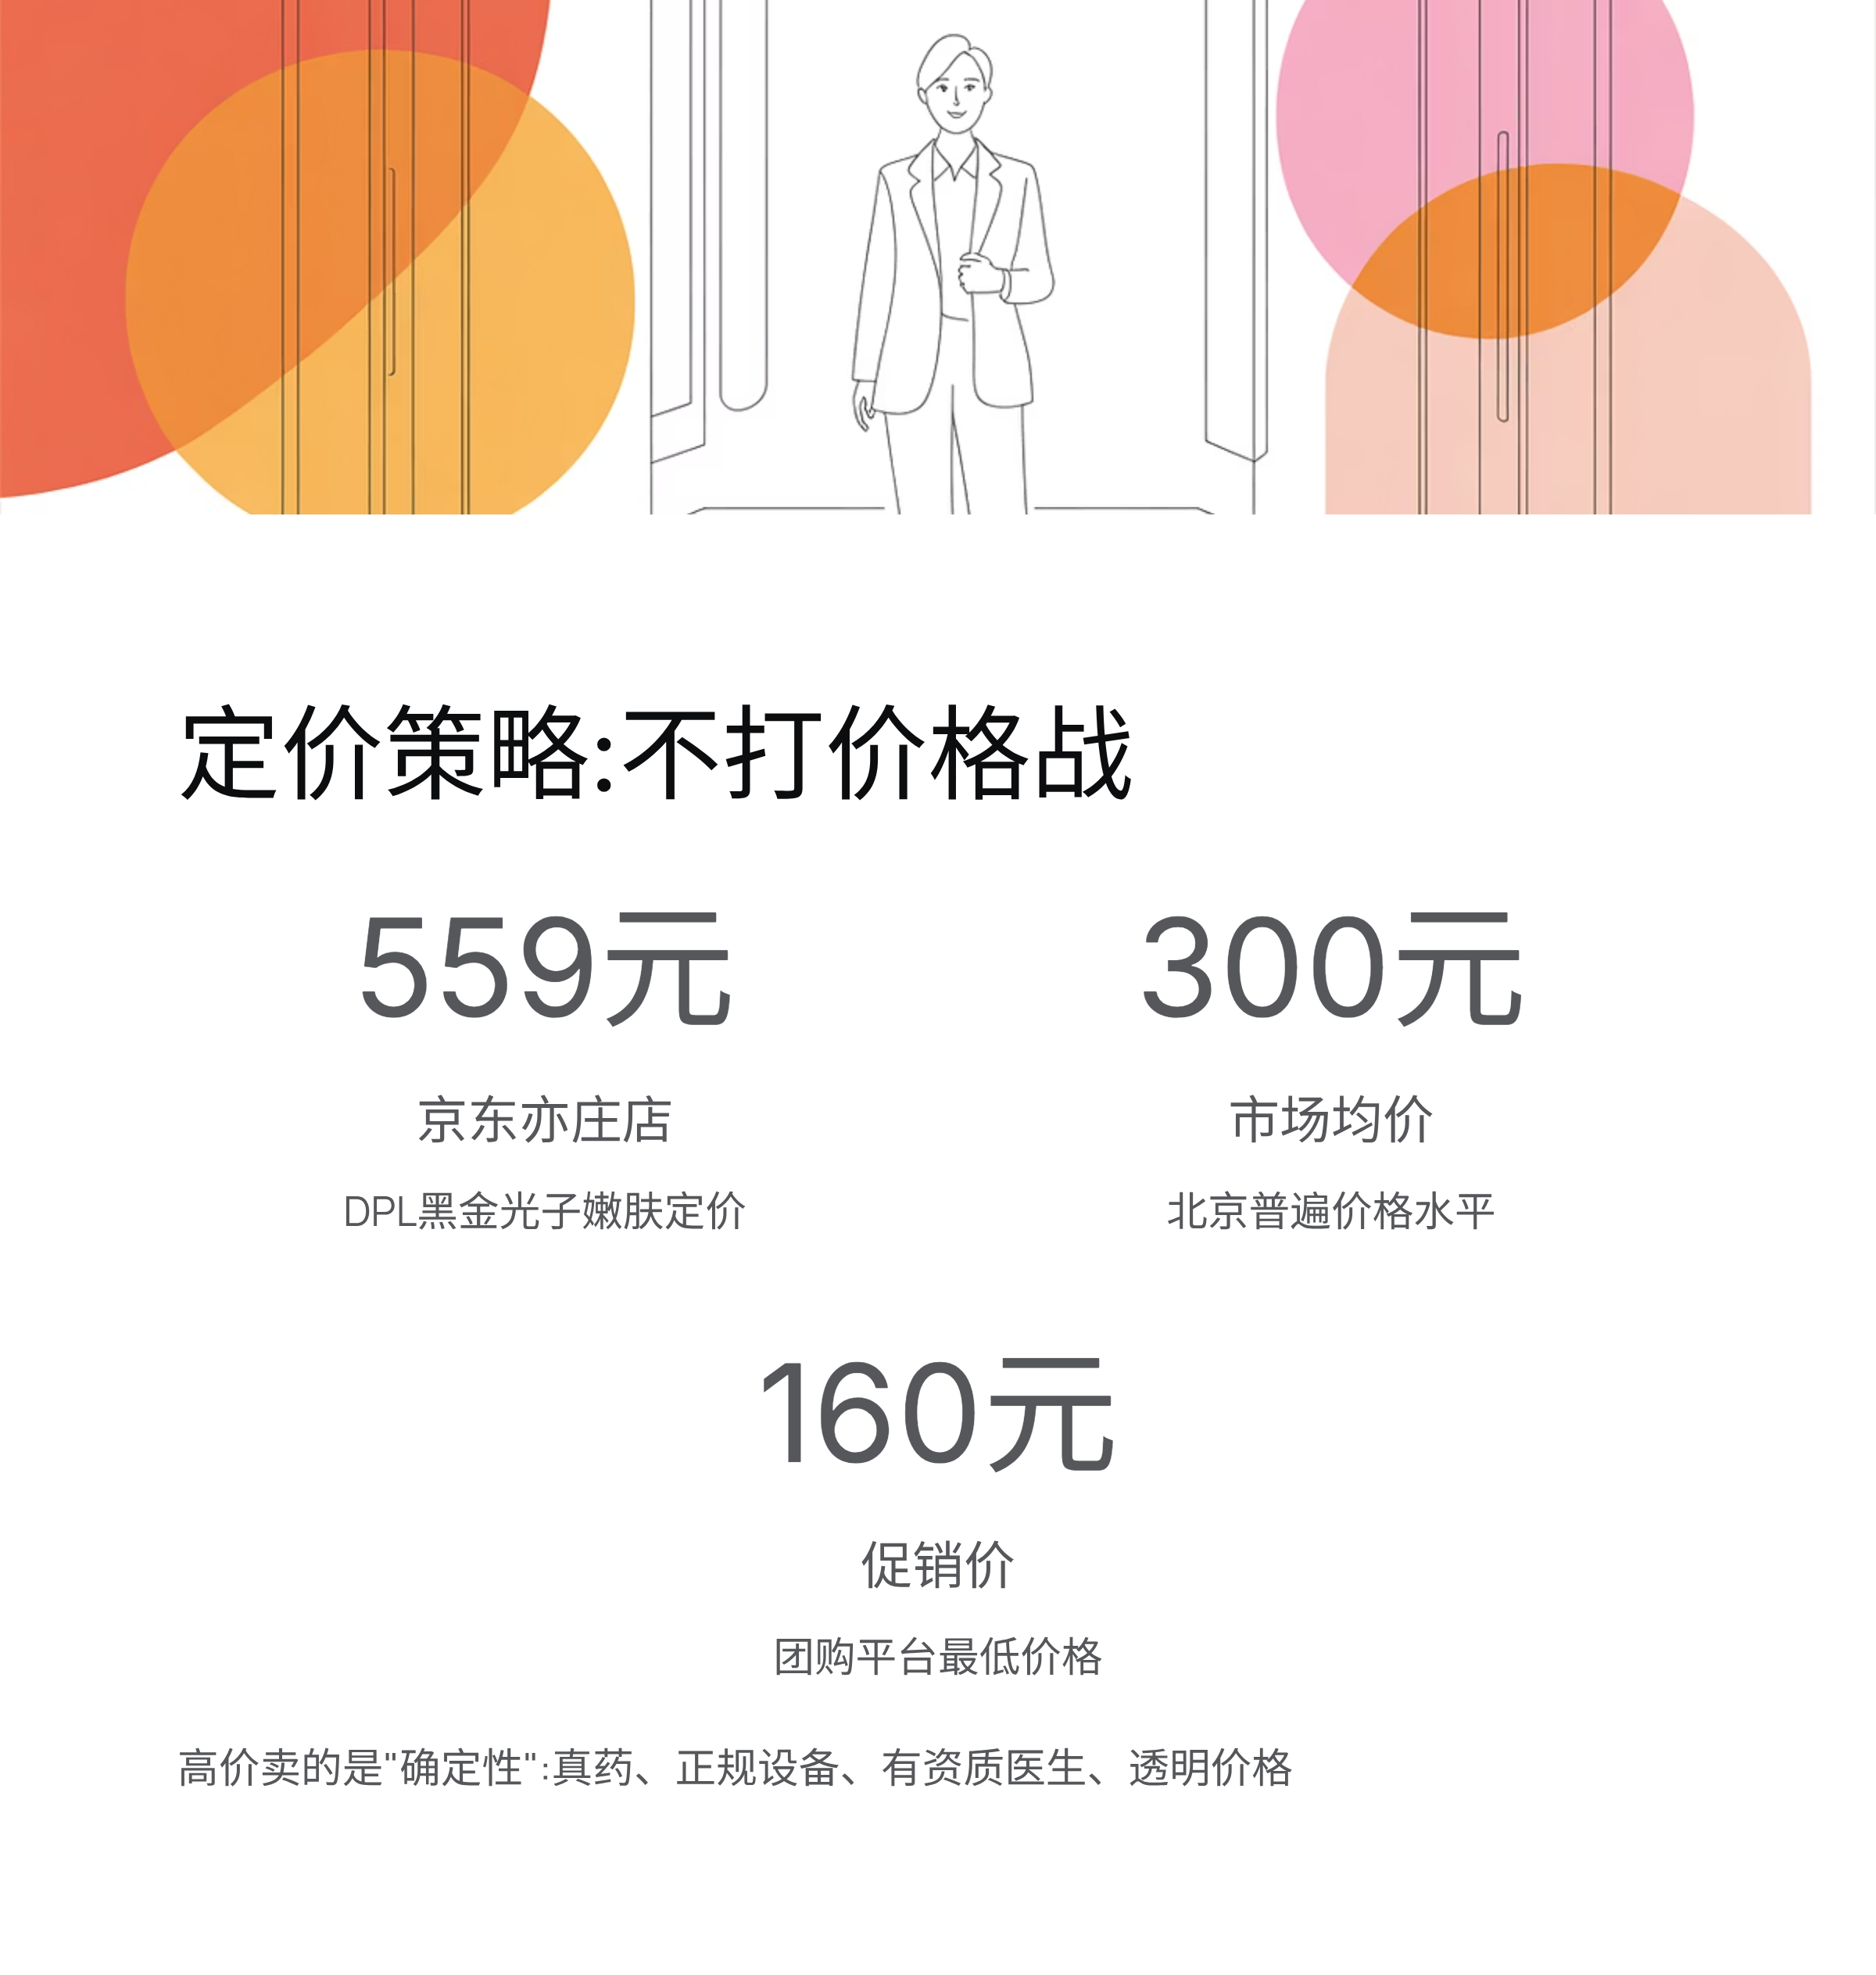 定价策略:不打价格战
559元
300元
京东亦庄店
市场均价
DPL黑金光子嫩肤定价
北京普遍价格水平
160元
促销价
团购平台最低价格
高价卖的是"确定性":真药、正规设备、有资质医生、透明价格